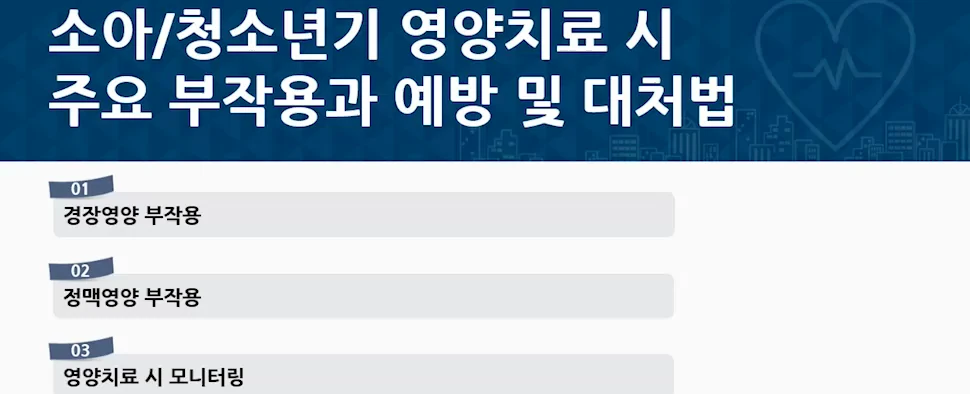 소아/청소년기 영양치료 시
주요 부작용과 예방 및 대처법
01
경장영양 부작용
02
정맥영양 부작용
03
영양치료 시 모니터링